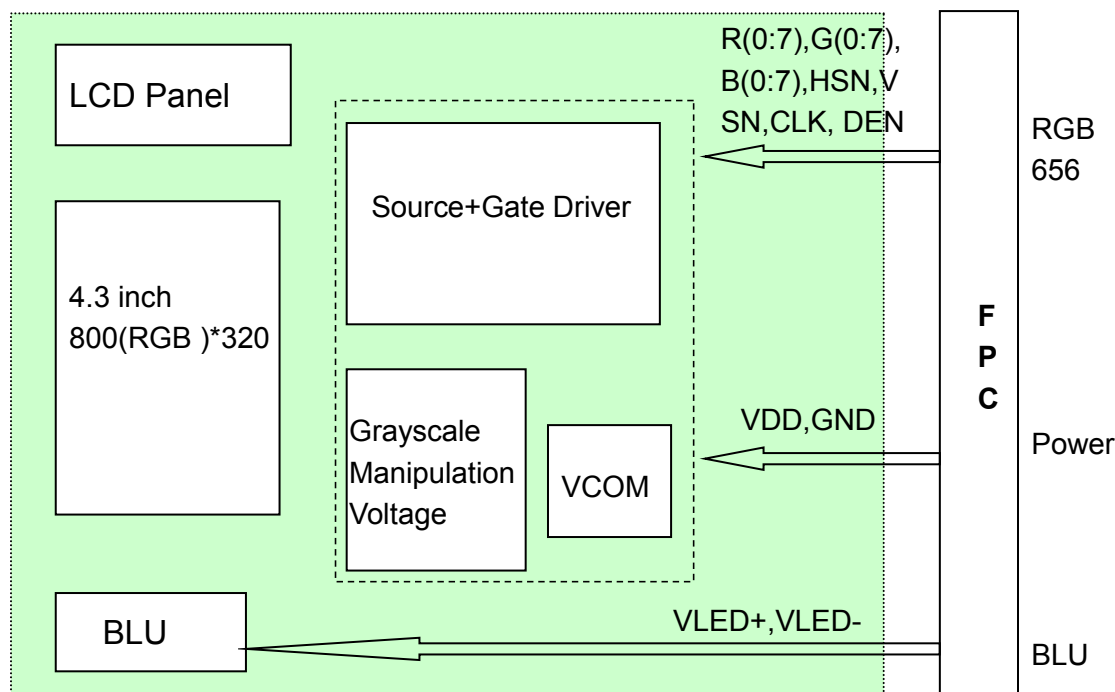 LCD Panel
4.3 inch
800(RGB )*320
BLU
Source+Gate Driver
Grayscale
Manipulation
Voltage
VCOM
R(0:7),G(0:7),
B(0:7),HSN,V
SN,CLK, DEN
VDD,GND
VLED+,VLED-
F
P
C
RGB
656
Power
BLU